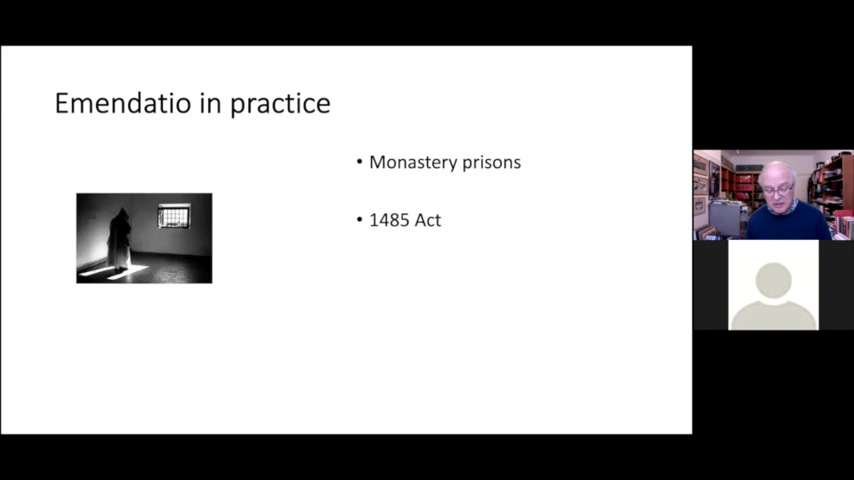 Emendatio in practice
• Monastery prisons
• 1485 Act